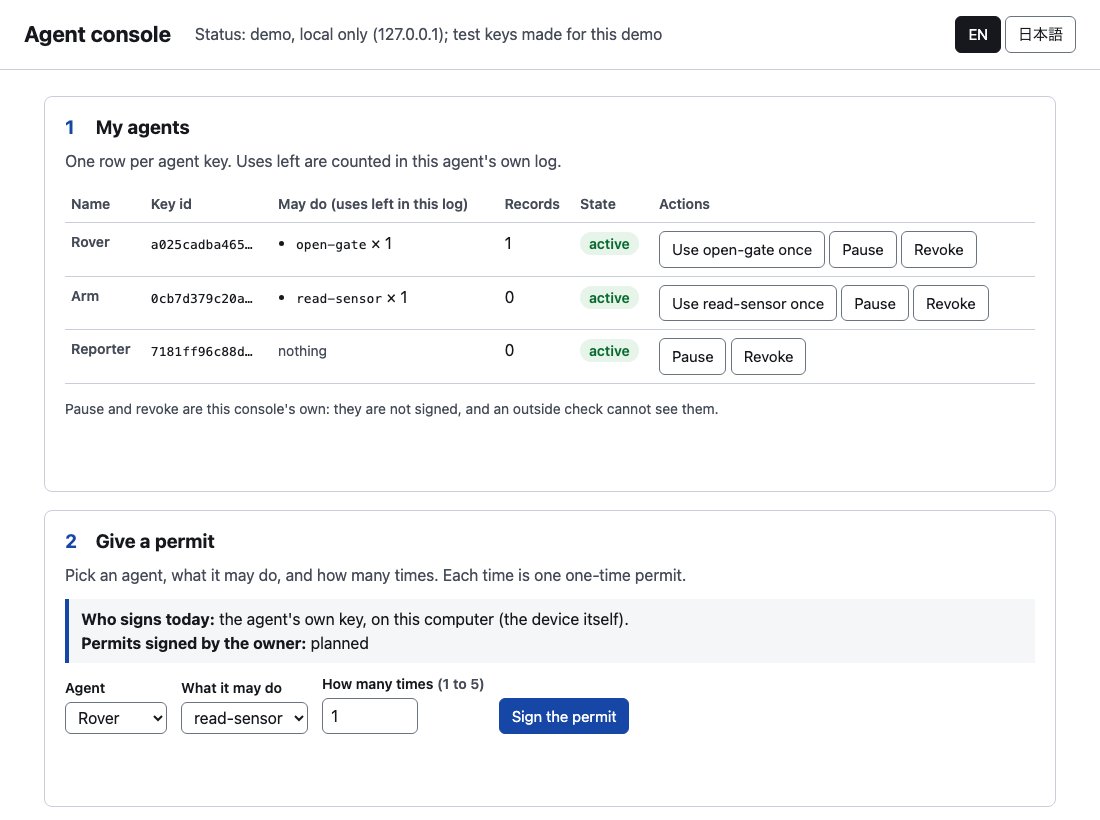 Agent console
Status: demo, local only (127.0.0.1); test keys made for this demo
EN
日本語
1 My agents
One row per agent key. Uses left are counted in this agent's own log.
Name Key id May do (uses left in this log) Records State Actions
Rover a025cadba465… • open-gate × 1 1 active Use open-gate once Pause Revoke
Arm 0cb7d379c20a… • read-sensor × 1 0 active Use read-sensor once Pause Revoke
Reporter 7181ff96c88d… nothing 0 active Pause Revoke
Pause and revoke are this console's own: they are not signed, and an outside check cannot see them.
2 Give a permit
Pick an agent, what it may do, and how many times. Each time is one one-time permit.
Who signs today: the agent's own key, on this computer (the device itself).
Permits signed by the owner: planned
Agent What it may do How many times (1 to 5)
Rover read-sensor 1 Sign the permit